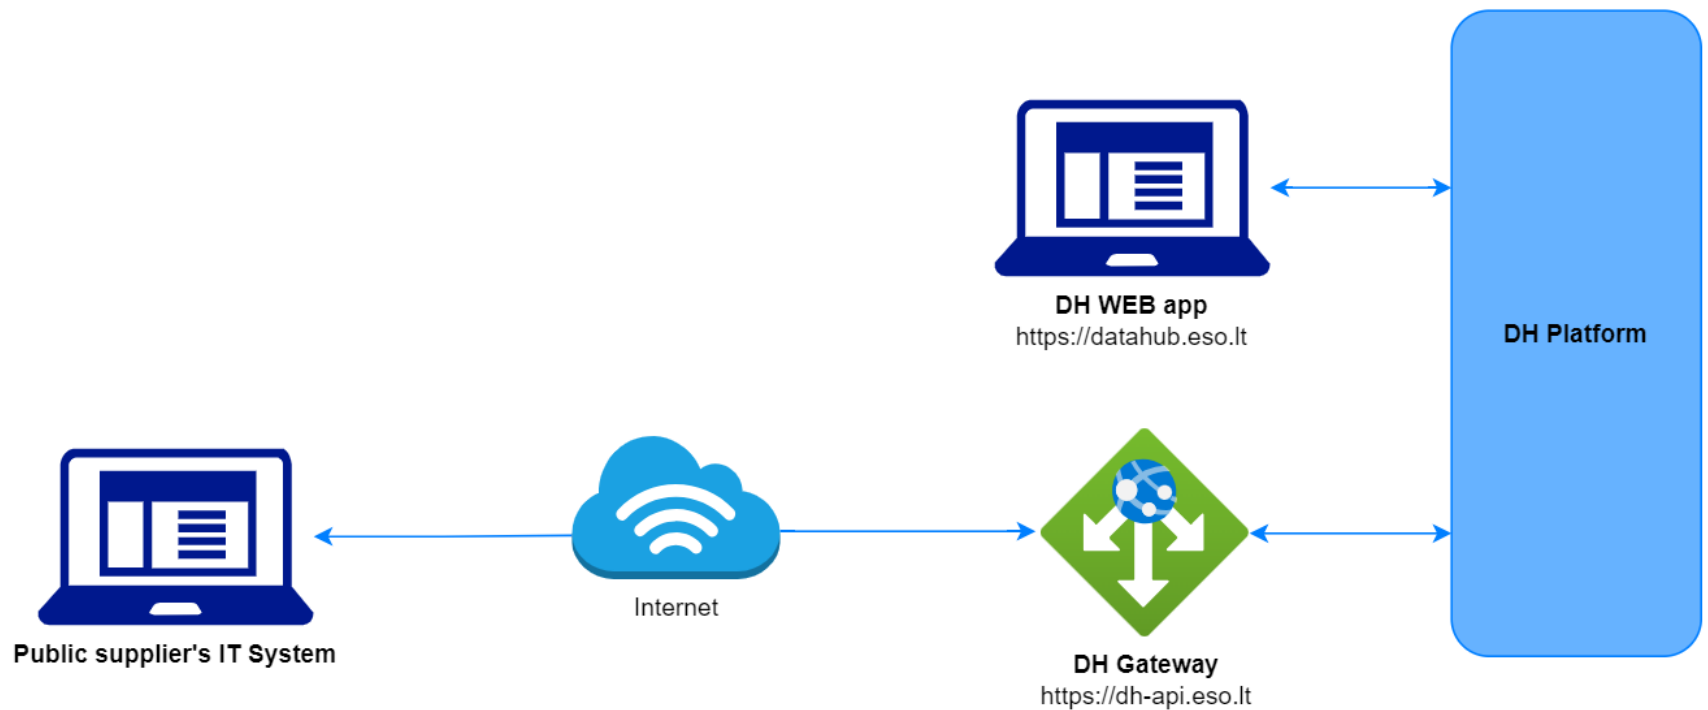 DH WEB app
https://datahub.eso.lt
DH Platform
Internet
Public supplier's IT System
DH Gateway
https://dh-api.eso.lt